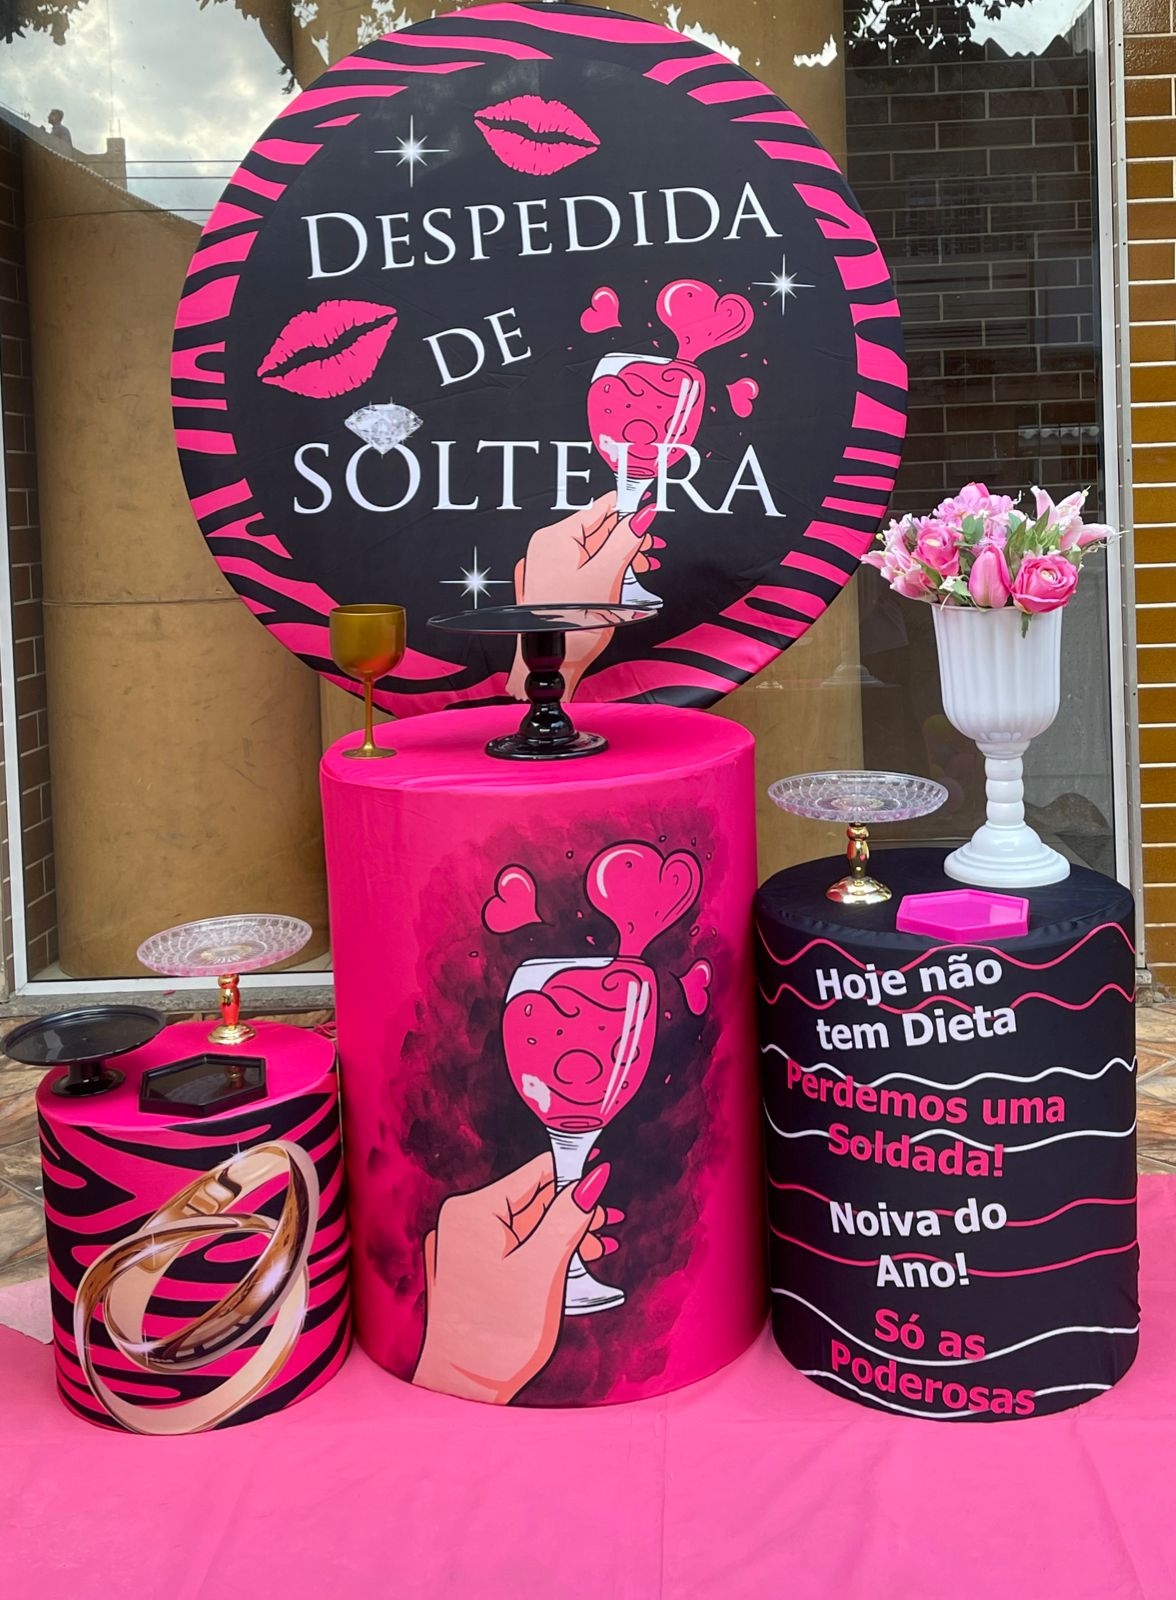 DESPEDIDA
DE
SOLTEIRA
Hoje não
tem Dieta
Perdemos uma
Soldada!
Noiva do
Ano!
Só as
Poderosas